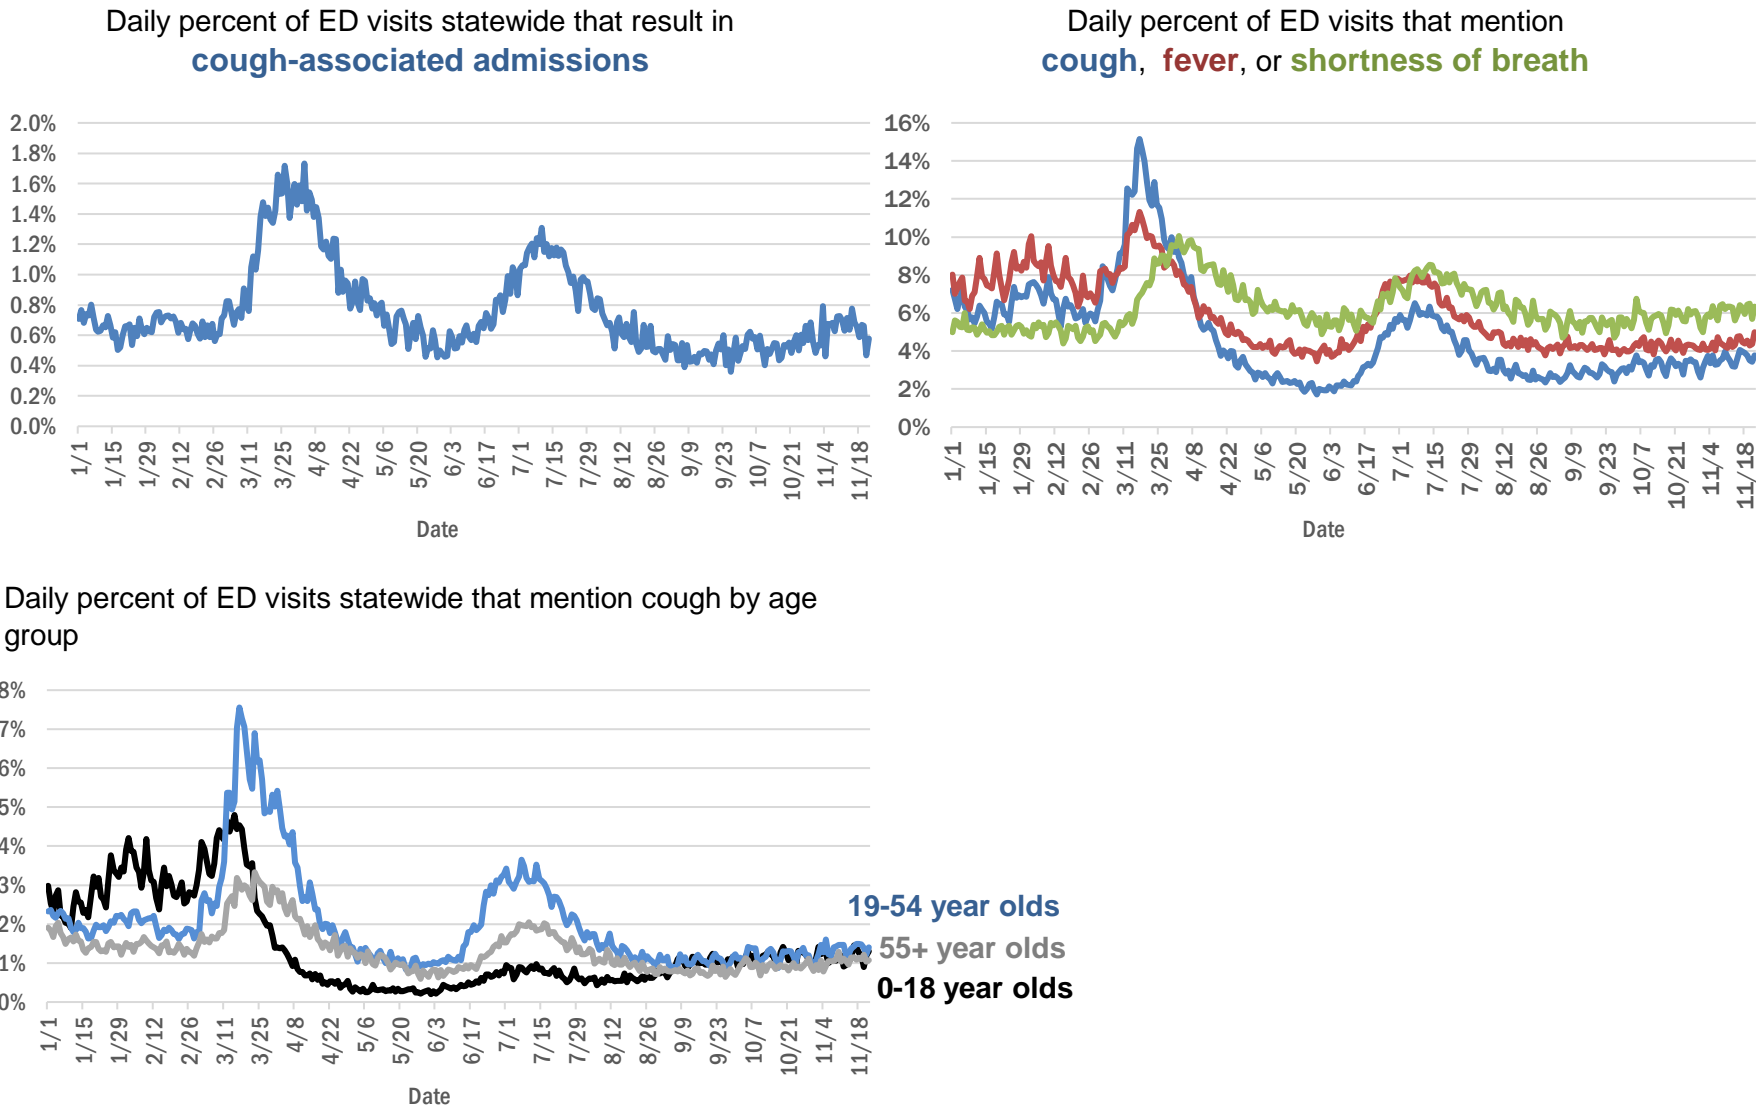 Daily percent of ED visits statewide that result in
cough-associated admissions
2.0%
1.8%
1.6%
1.4%
1.2%
1.0%
0.8%
0.6%
0.4%
0.2%
0.0%
1/1 1/15 1/29 2/12 2/26 3/11 3/25 4/8 4/22 5/6 5/20 6/3 6/17 7/1 7/15 7/29 8/12 8/26 9/9 9/23 10/7 10/21 11/4 11/18
Date
Daily percent of ED visits that mention
cough, fever, or shortness of breath
16%
14%
12%
10%
8%
6%
4%
2%
0%
1/1 1/15 1/29 2/12 2/26 3/11 3/25 4/8 4/22 5/6 5/20 6/3 6/17 7/1 7/15 7/29 8/12 8/26 9/9 9/23 10/7 10/21 11/4 11/18
Date
Daily percent of ED visits statewide that mention cough by age
group
8%
7%
6%
5%
4%
3%
2%
1%
0%
1/1 1/15 1/29 2/12 2/26 3/11 3/25 4/8 4/22 5/6 5/20 6/3 6/17 7/1 7/15 7/29 8/12 8/26 9/9 9/23 10/7 10/21 11/4 11/18
Date
19-54 year olds
55+ year olds
0-18 year olds